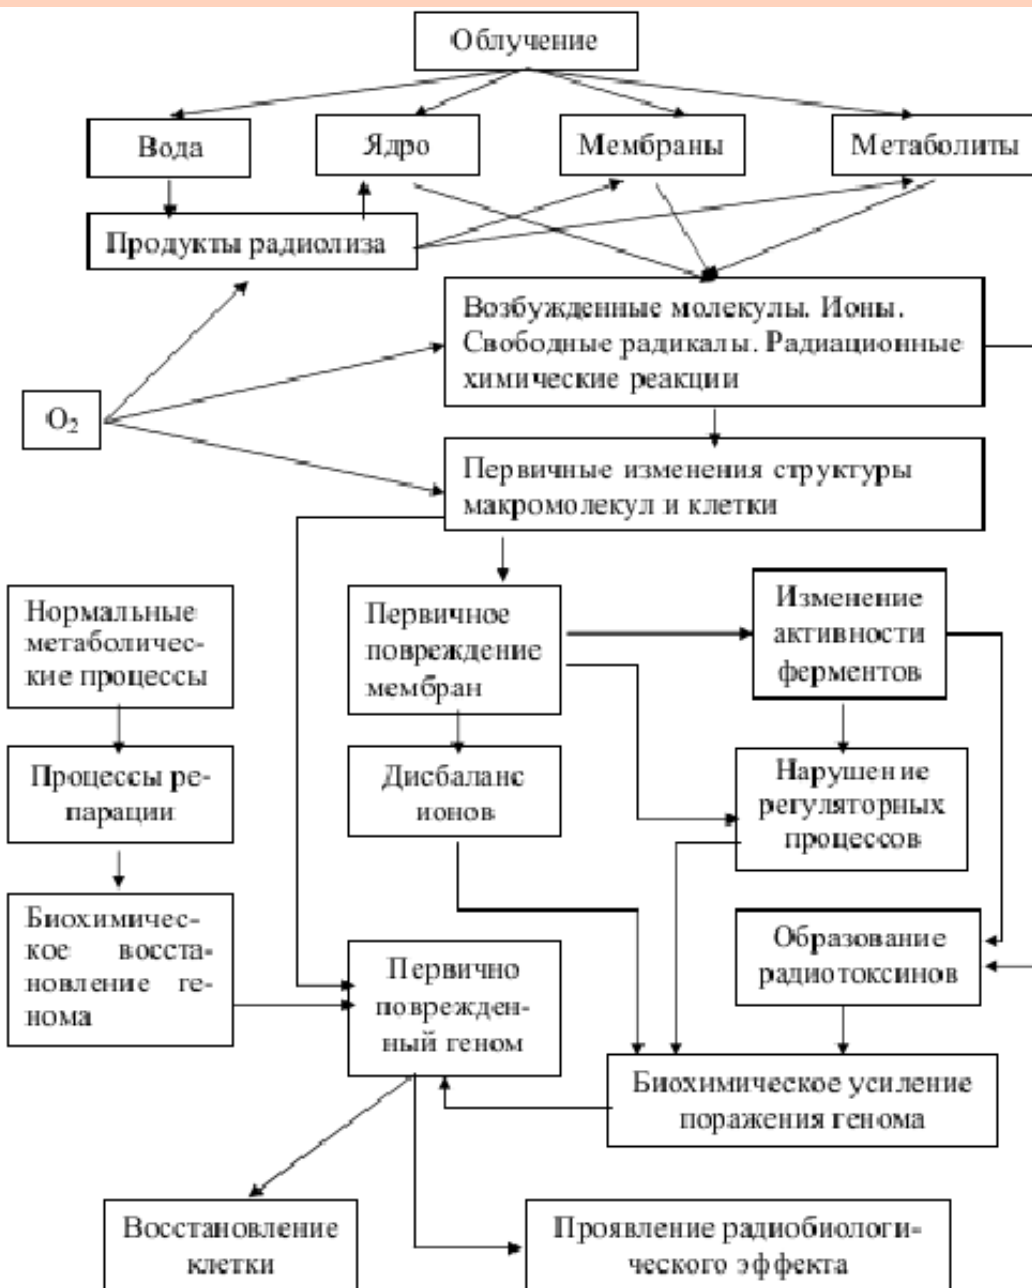 Облучение
Вода
Ядро
Мембраны
Метаболиты
Продукты радиолиза
Возбужденные молекулы. Ионы.
Свободные радикалы. Радиационные
химические реакции
O₂
Первичные изменения структуры
макромолекул и клетки
Нормальные
метаболичес-
кие процессы
Первичное
повреждение
мембран
Изменение
активности
ферментов
Процессы ре-
парации
Дисбаланс
ионов
Нарушение
регуляторных
процессов
Биохимичес-
кое восста-
новление ге-
нома
Первично
поврежден-
ный геном
Образование
радиотоксинов
Биохимическое усиление
поражения генома
Восстановление
клетки
Проявление радиобиологи-
ческого эффекта